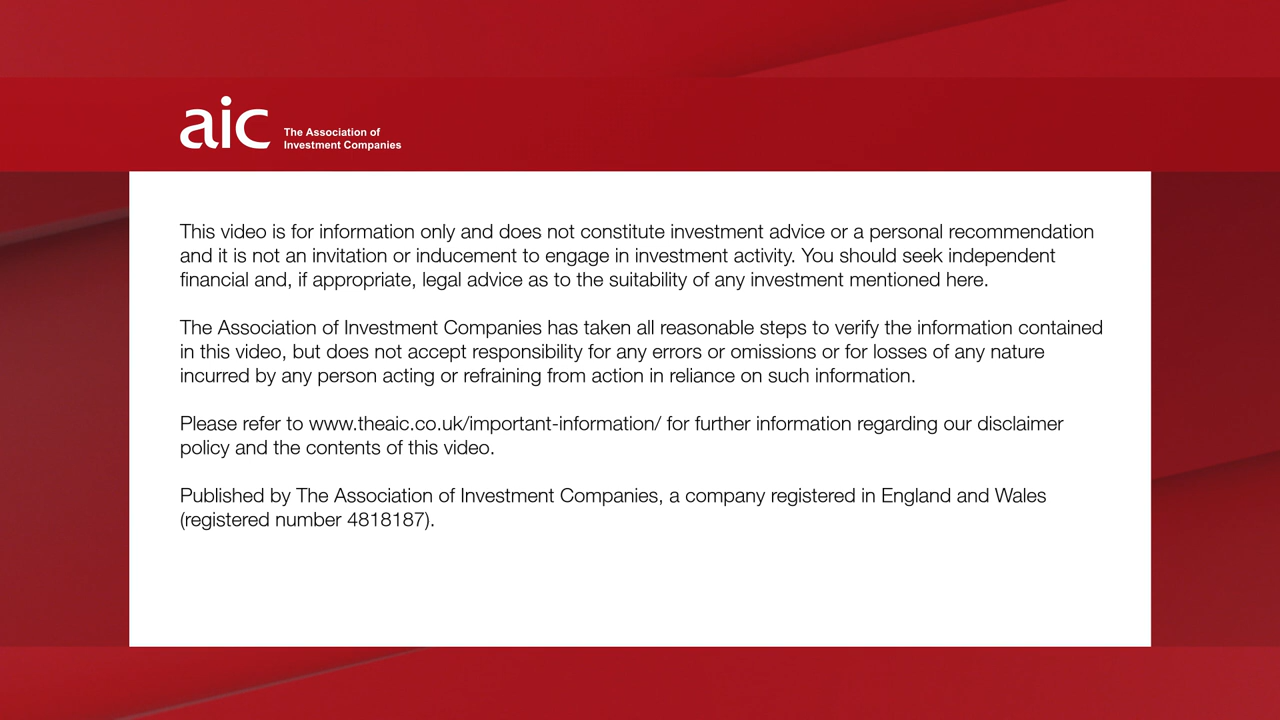 aic
The Association of
Investment Companies
This video is for information only and does not constitute investment advice or a personal recommendation
and it is not an invitation or inducement to engage in investment activity. You should seek independent
financial and, if appropriate, legal advice as to the suitability of any investment mentioned here.
The Association of Investment Companies has taken all reasonable steps to verify the information contained
in this video, but does not accept responsibility for any errors or omissions or for losses of any nature
incurred by any person acting or refraining from action in reliance on such information.
Please refer to www.theaic.co.uk/important-information/ for further information regarding our disclaimer
policy and the contents of this video.
Published by The Association of Investment Companies, a company registered in England and Wales
(registered number 4818187).